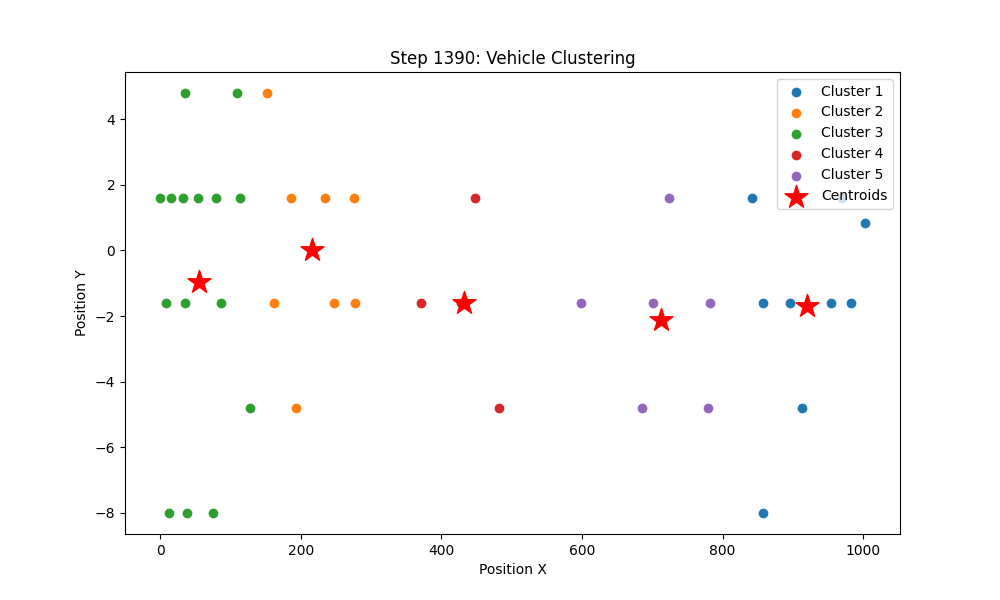 Step 1390: Vehicle Clustering
Cluster 1
Cluster 2
Cluster 3
Cluster 4
Cluster 5
Centroids
Position Y
4
2
0
−2
−4
−6
−8
0 200 400 600 800 1000
Position X